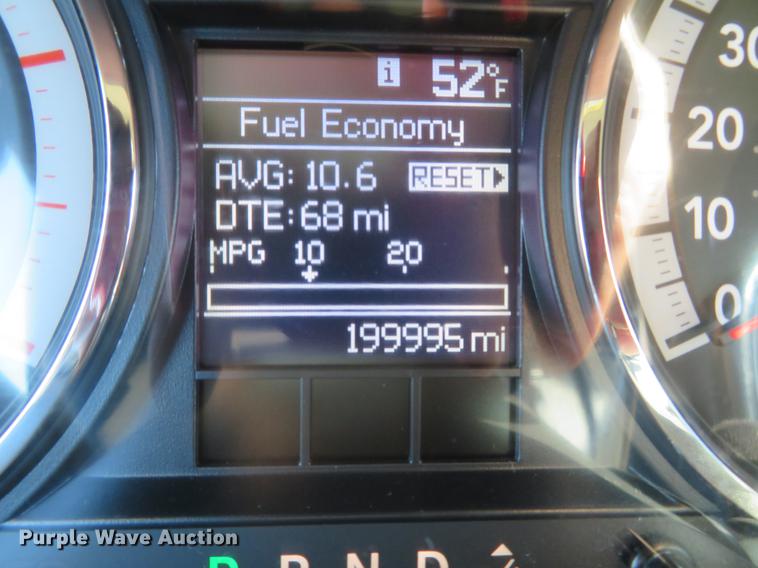 i 52°F
Fuel Economy
AVG: 10.6 RESET
DTE: 68 mi
MPG 10 20
199995 mi
30
20
10
0
P R N D
Purple Wave Auction